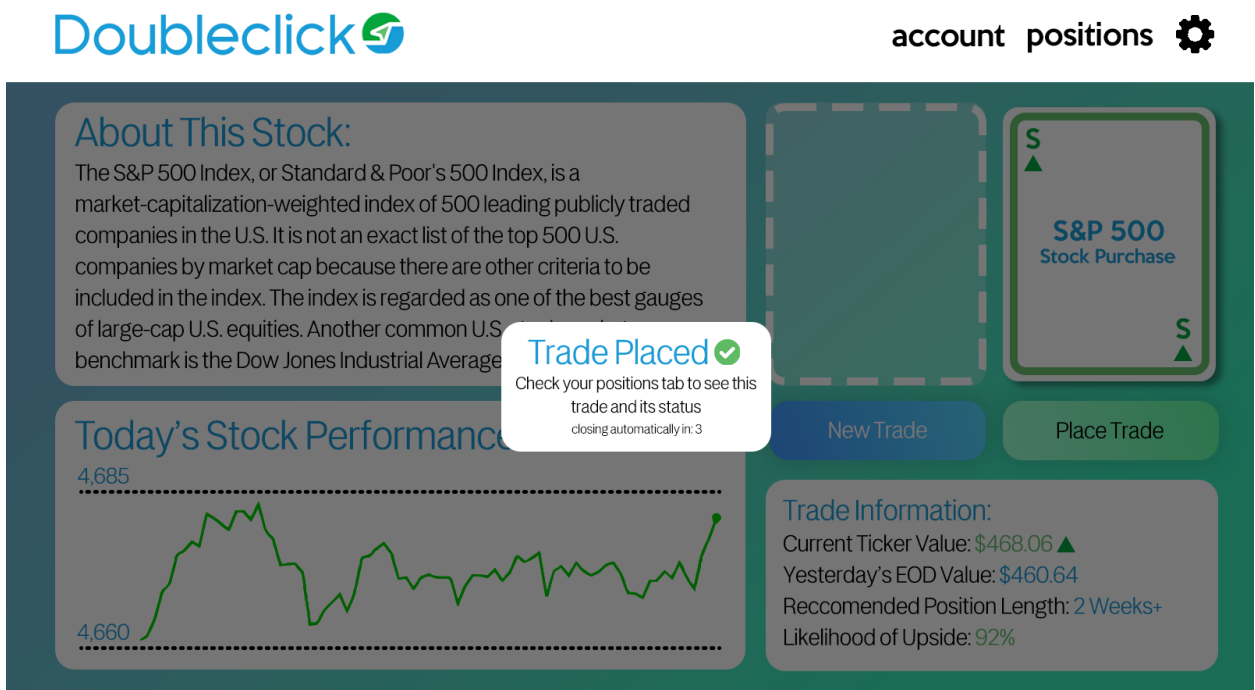 Doubleclick
account positions
About This Stock:
The S&P 500 Index, or Standard & Poor's 500 Index, is a
market-capitalization-weighted index of 500 leading publicly traded
companies in the U.S. It is not an exact list of the top 500 U.S.
companies by market cap because there are other criteria to be
included in the index. The index is regarded as one of the best gauges
of large-cap U.S. equities. Another common U.S.
benchmark is the Dow Jones Industrial Average
S
S&P 500
Stock Purchase
S
Trade Placed
Check your positions tab to see this
trade and its status
closing automatically in: 3
New Trade
Place Trade
Today's Stock Performance
4,685
4,660
Trade Information:
Current Ticker Value: $468.06
Yesterday's EOD Value: $460.64
Reccomended Position Length: 2 Weeks+
Likelihood of Upside: 92%